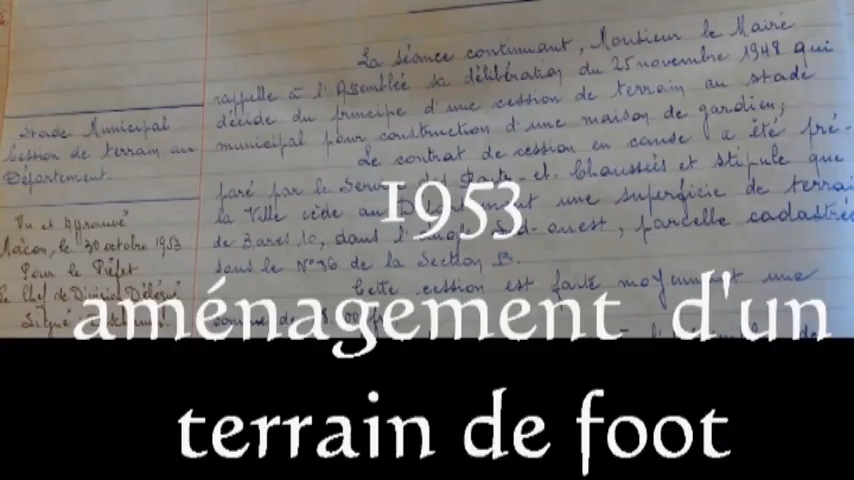 La séance continuant, Monsieur le Maire
rappelle à l'Assemblée sa délibération du 25 novembre 1948 qui
décide du principe d'une cession de terrain au stade
municipal pour construction d'une maison de gardien;
Le contrat de cession en cause a été pré-
paré par le des Ponts-et-Chaussées et stipule que
la Ville cède au Département une superficie de terrain
de 3 ares 10, dans l' Sud-ouest, parcelle cadastrée
sous le N°36 de la Section B.
Cette cession est faite moyennant une
Stade Municipal
Cession de terrain au
Département
Vu et approuvé
Mâcon, le 30 octobre 1953
Pour le Préfet
Le Chef de Division Délégué
1953
aménagement d'un
terrain de foot